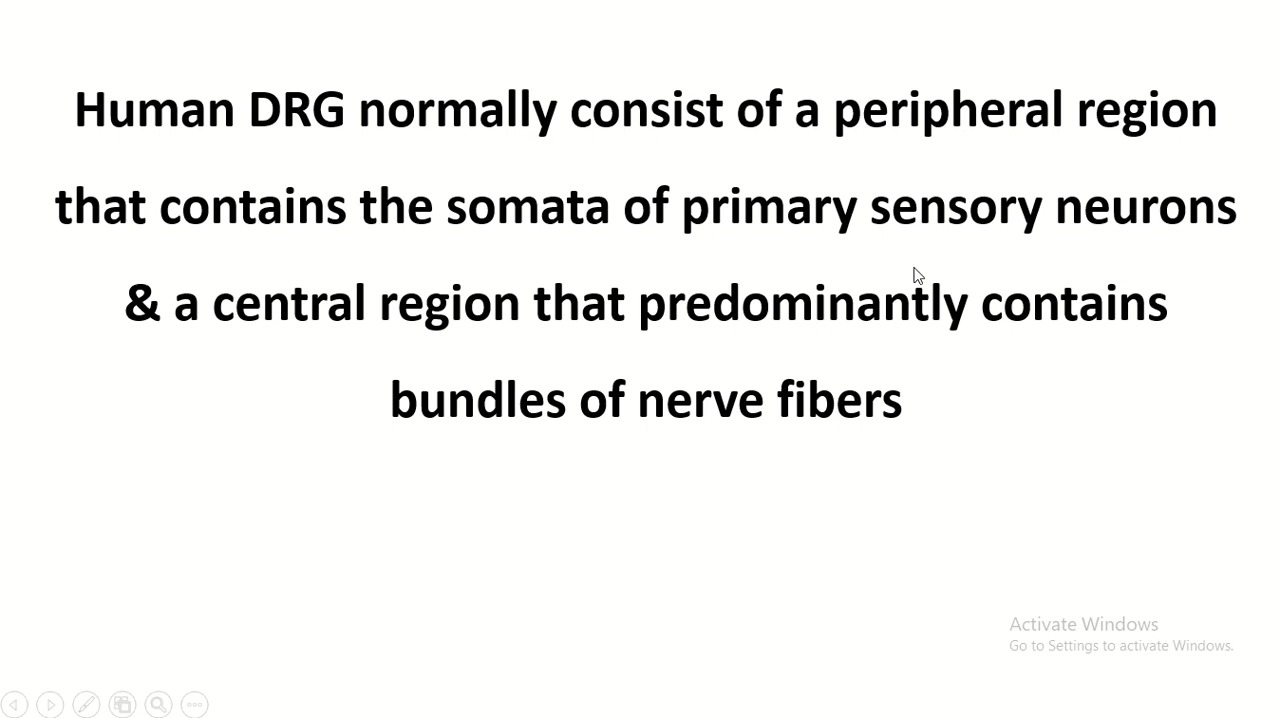 Human DRG normally consist of a peripheral region
that contains the somata of primary sensory neurons
& a central region that predominantly contains
bundles of nerve fibers
Activate Windows
Go to Settings to activate Windows.